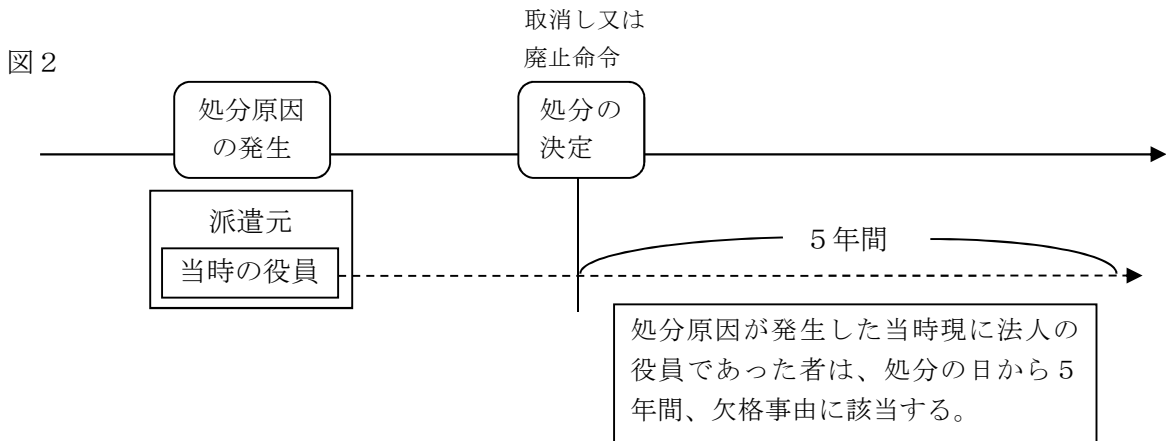 取消し又は
廃止命令
図２
処分原因
の発生
処分の
決定
派遣元
当時の役員
５年間
処分原因が発生した当時現に法人の
役員であった者は、処分の日から５
年間、欠格事由に該当する。